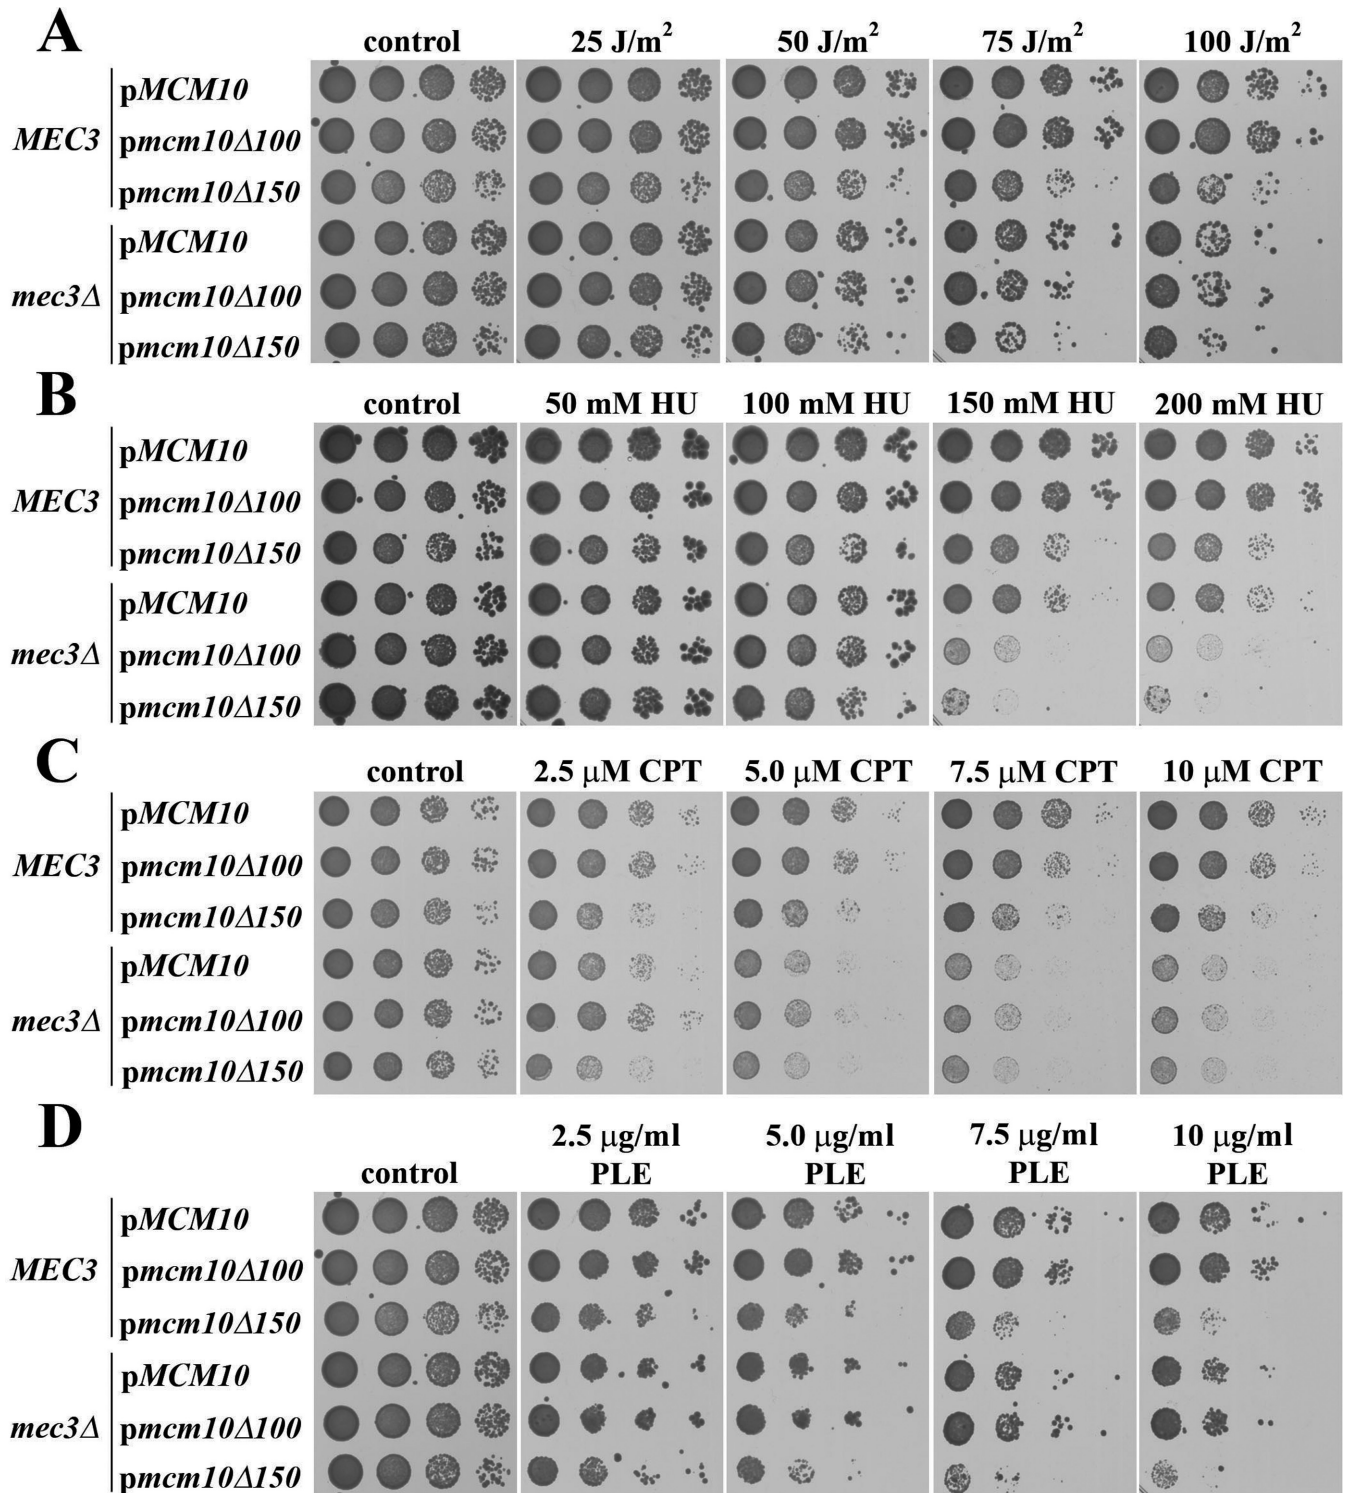 A
control 25 J/m² 50 J/m² 75 J/m² 100 J/m²
MEC3
pMCM10
pmcm10Δ100
pmcm10Δ150
mec3Δ
pMCM10
pmcm10Δ100
pmcm10Δ150
B
control 50 mM HU 100 mM HU 150 mM HU 200 mM HU
MEC3
pMCM10
pmcm10Δ100
pmcm10Δ150
mec3Δ
pMCM10
pmcm10Δ100
pmcm10Δ150
C
control 2.5 μM CPT 5.0 μM CPT 7.5 μM CPT 10 μM CPT
MEC3
pMCM10
pmcm10Δ100
pmcm10Δ150
mec3Δ
pMCM10
pmcm10Δ100
pmcm10Δ150
D
control
2.5 μg/ml
PLE
5.0 μg/ml
PLE
7.5 μg/ml
PLE
10 μg/ml
PLE
MEC3
pMCM10
pmcm10Δ100
pmcm10Δ150
mec3Δ
pMCM10
pmcm10Δ100
pmcm10Δ150